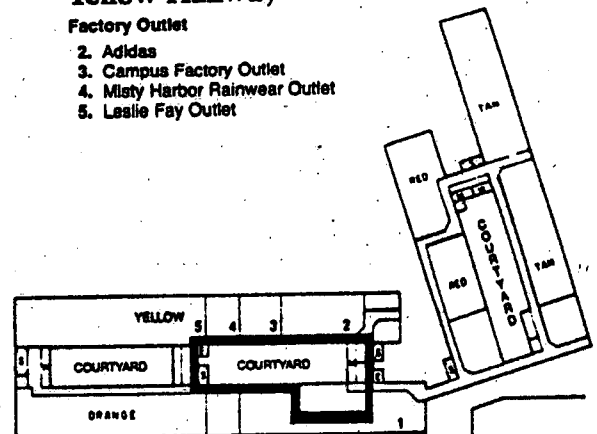 Factory Outlet
2. Adidas
3. Campus Factory Outlet
4. Misty Harbor Rainwear Outlet
5. Leslie Fay Outlet
TAN
RED
COURTYARD
RED
TAN
YELLOW
5
4
3
2
COURTYARD
COURTYARD
ORANGE
1